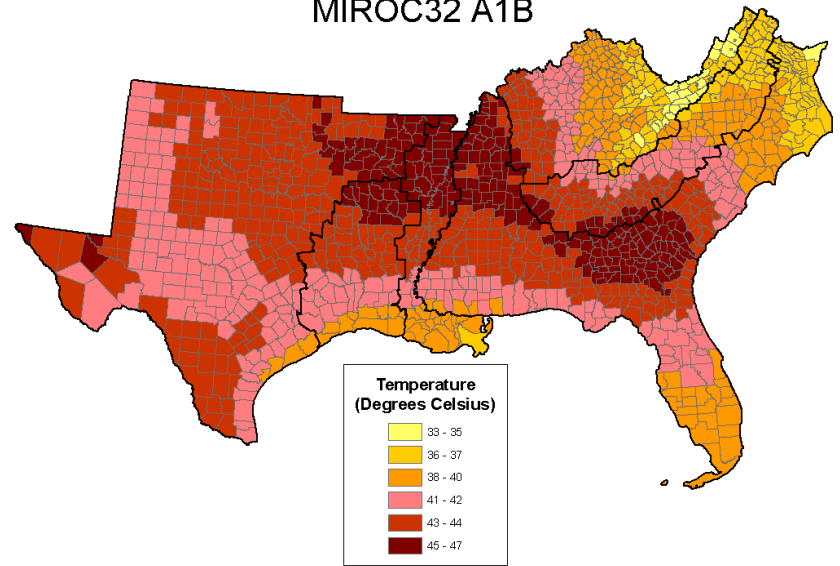 MIROC32 A1B
Temperature
(Degrees Celsius)
33 - 35
36 - 37
38 - 40
41 - 42
43 - 44
45 - 47